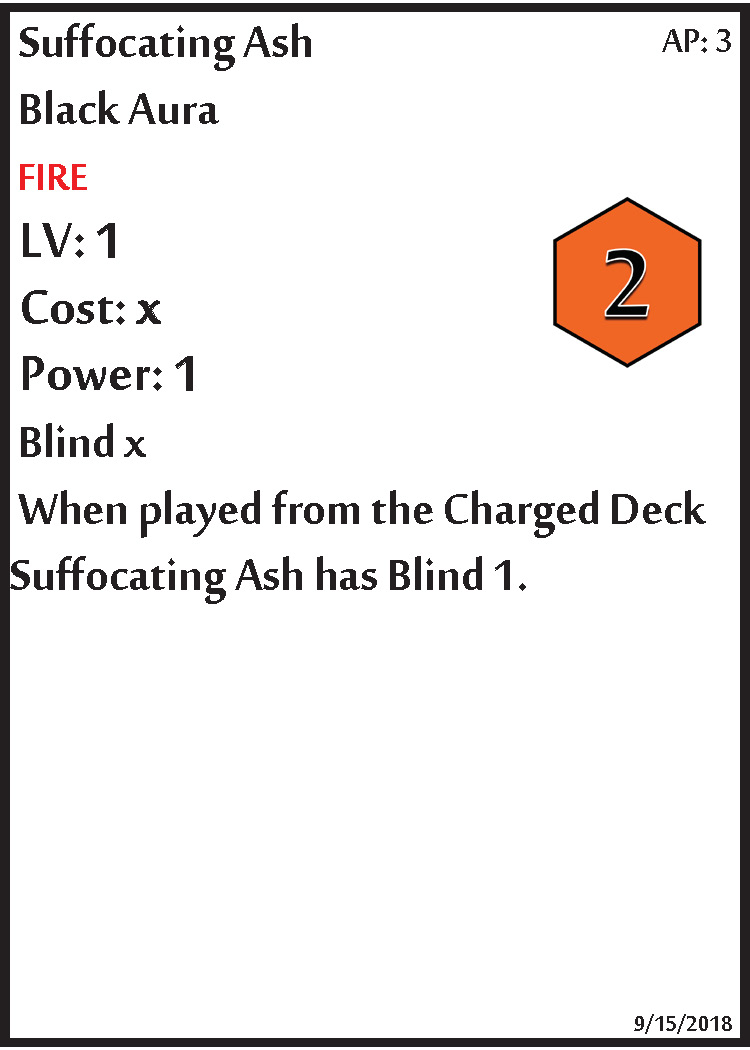 Suffocating Ash
AP: 3
Black Aura
FIRE
LV: 1
2
Cost: x
Power: 1
Blind x
When played from the Charged Deck
Suffocating Ash has Blind 1.
9/15/2018